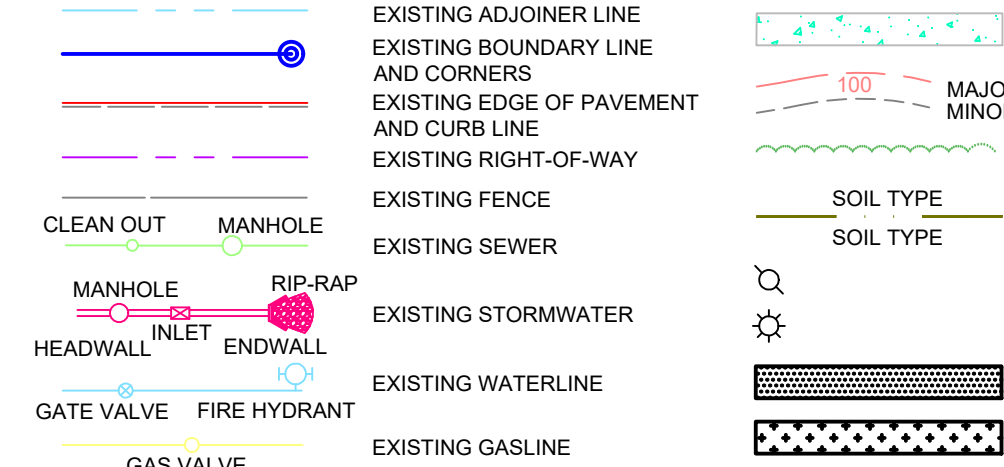 EXISTING ADJOINER LINE
EXISTING BOUNDARY LINE
AND CORNERS
EXISTING EDGE OF PAVEMENT
AND CURB LINE
EXISTING RIGHT-OF-WAY
EXISTING FENCE
CLEAN OUT
MANHOLE
EXISTING SEWER
MANHOLE
RIP-RAP
INLET
HEADWALL
ENDWALL
EXISTING STORMWATER
GATE VALVE
FIRE HYDRANT
EXISTING WATERLINE
GAS VALVE
EXISTING GASLINE
100
SOIL TYPE
SOIL TYPE